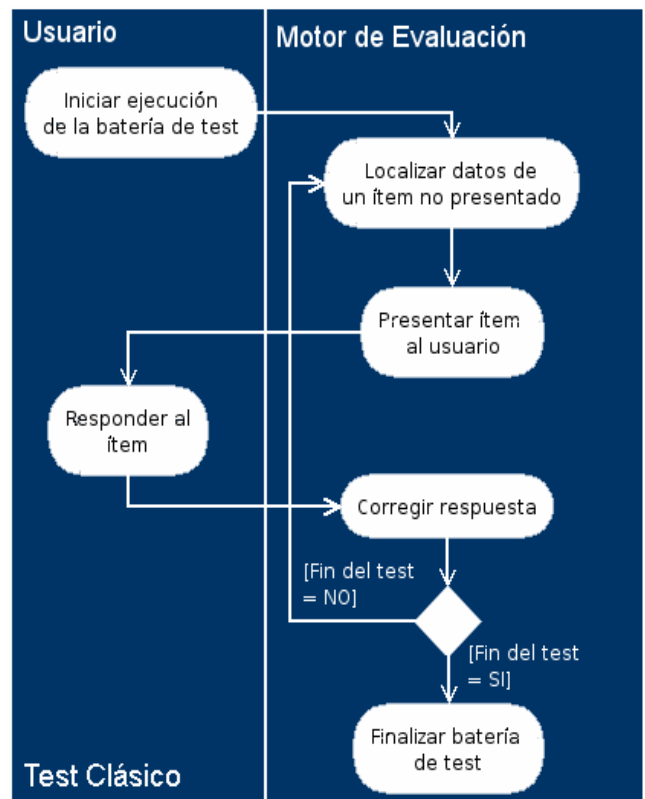 Usuario
Motor de Evaluación
Iniciar ejecución
de la batería de test
Localizar datos de
un ítem no presentado
Presentar ítem
al usuario
Responder al
ítem
Corregir respuesta
[Fin del test
= NO]
[Fin del test
= SI]
Finalizar batería
de test
Test Clásico